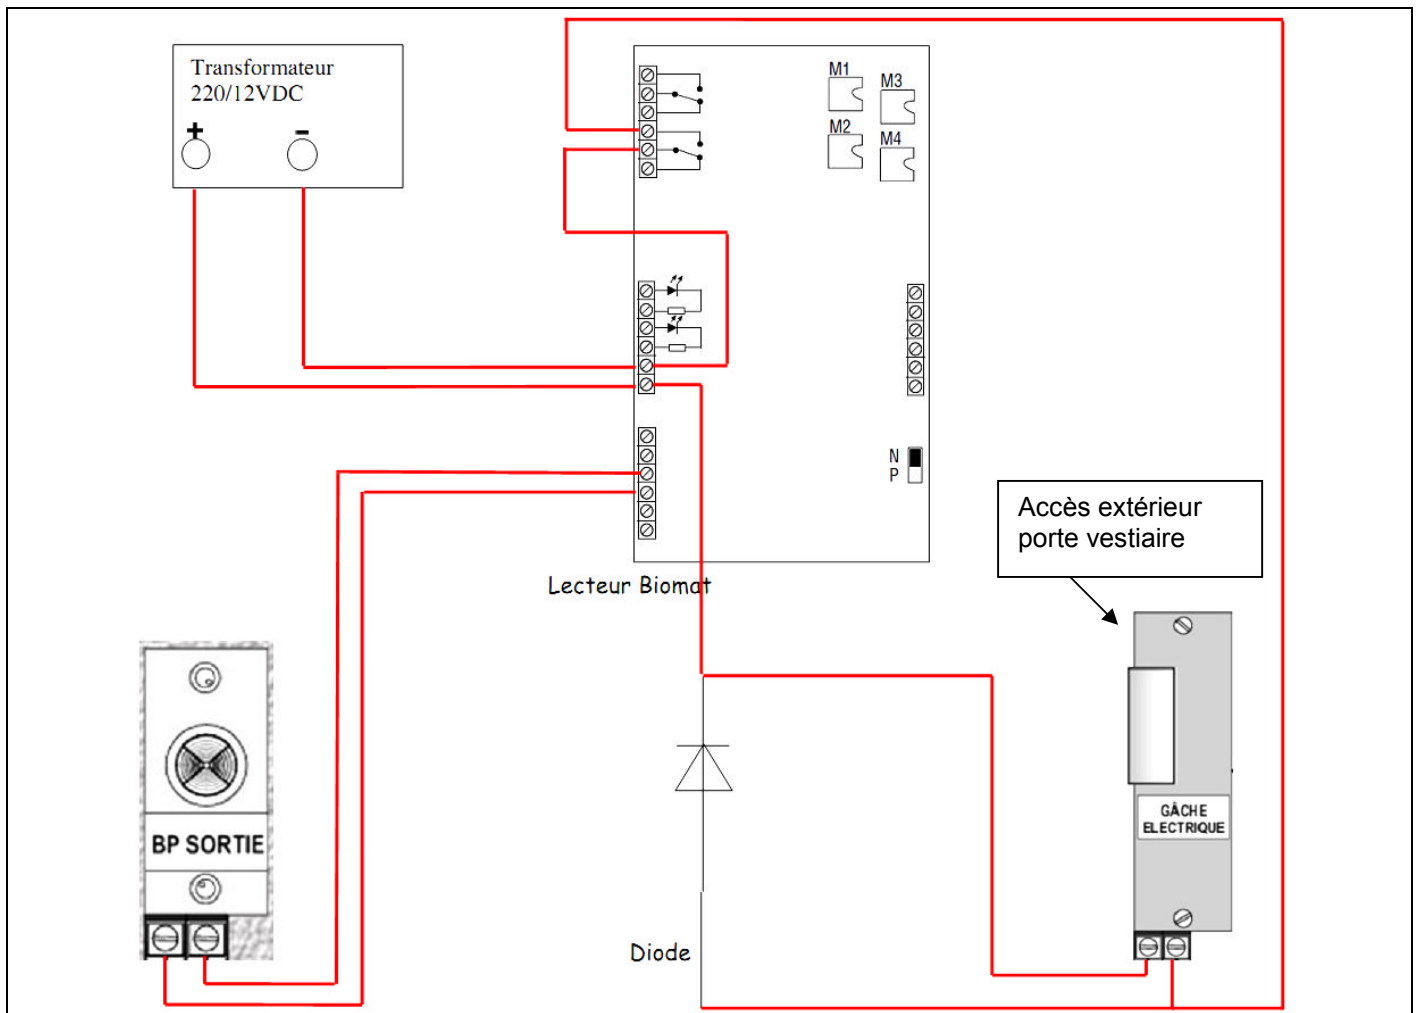 Transformateur
220/12VDC
+
-
M1
M3
M2
M4
N
P
Accès extérieur
porte vestiaire
Lecteur Biomat
BP SORTIE
GÂCHE
ELECTRIQUE
Diode